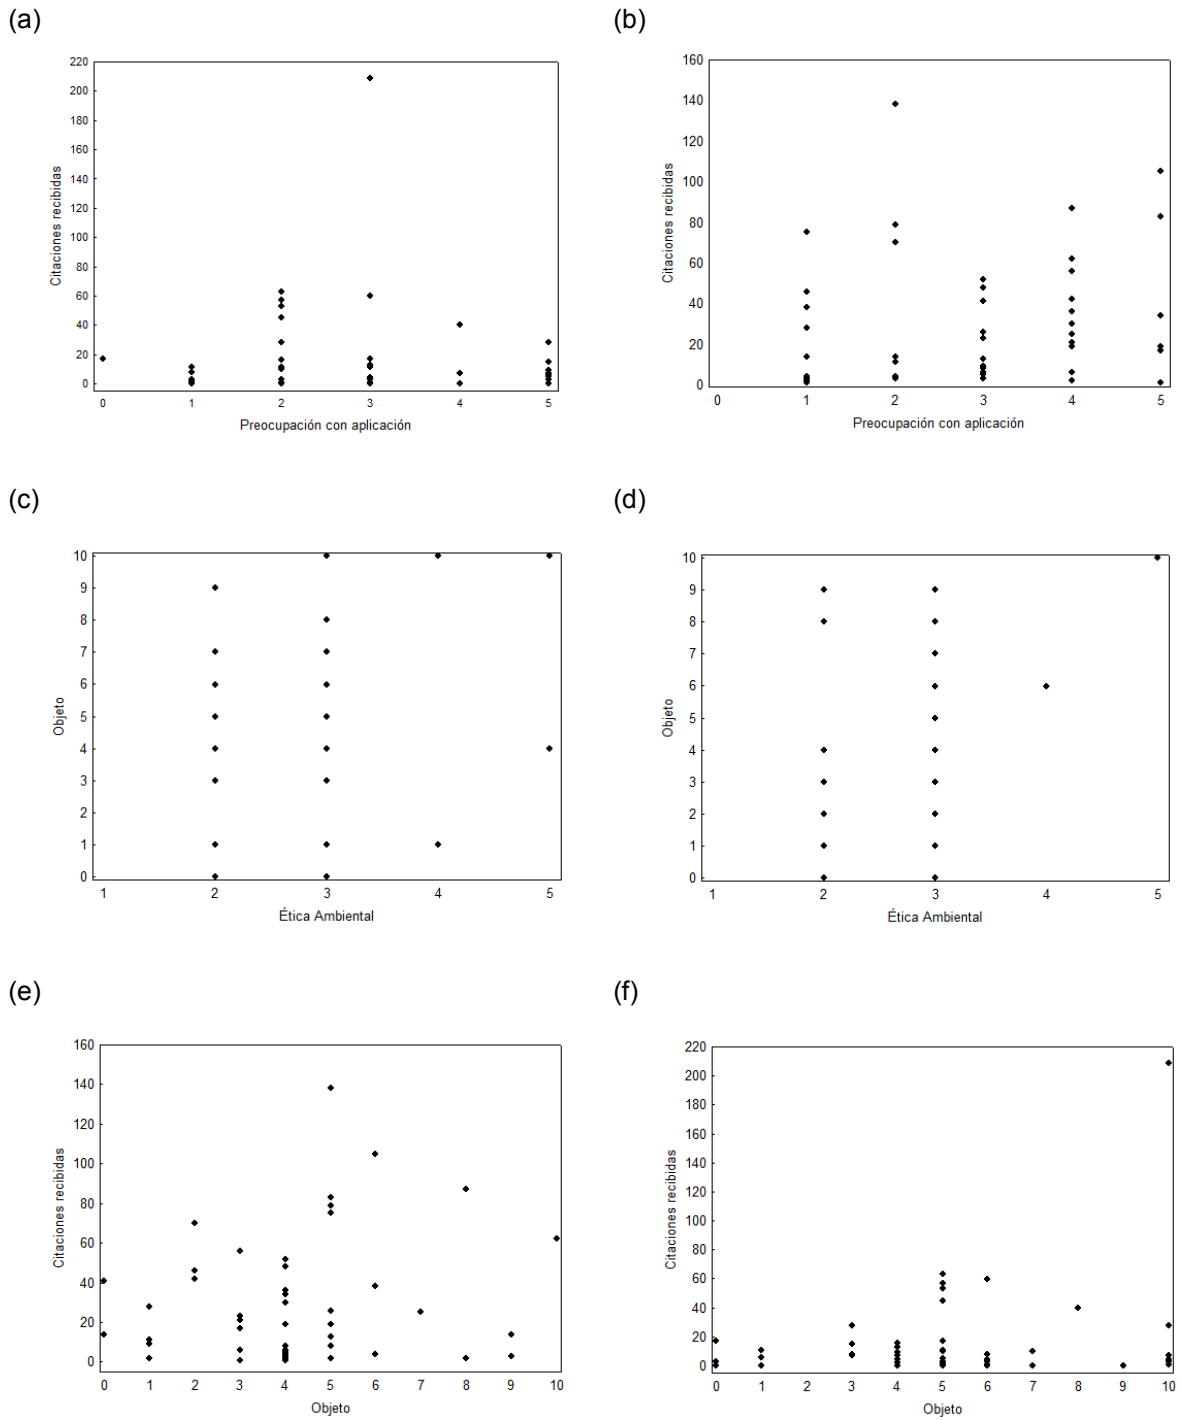 (a)
(b)
220
200
180
160
140
120
100
80
60
40
20
0
Citaciones recibidas
0 1 2 3 4 5
Preocupación con aplicación
160
140
120
100
80
60
40
20
0
Citaciones recibidas
0 1 2 3 4 5
Preocupación con aplicación
(c)
(d)
10
9
8
7
6
5
4
3
2
1
0
Objeto
1 2 3 4 5
Ética Ambiental
10
9
8
7
6
5
4
3
2
1
0
Objeto
1 2 3 4 5
Ética Ambiental
(e)
(f)
160
140
120
100
80
60
40
20
0
Citaciones recibidas
0 1 2 3 4 5 6 7 8 9 10
Objeto
220
200
180
160
140
120
100
80
60
40
20
0
Citaciones recibidas
0 1 2 3 4 5 6 7 8 9 10
Objeto